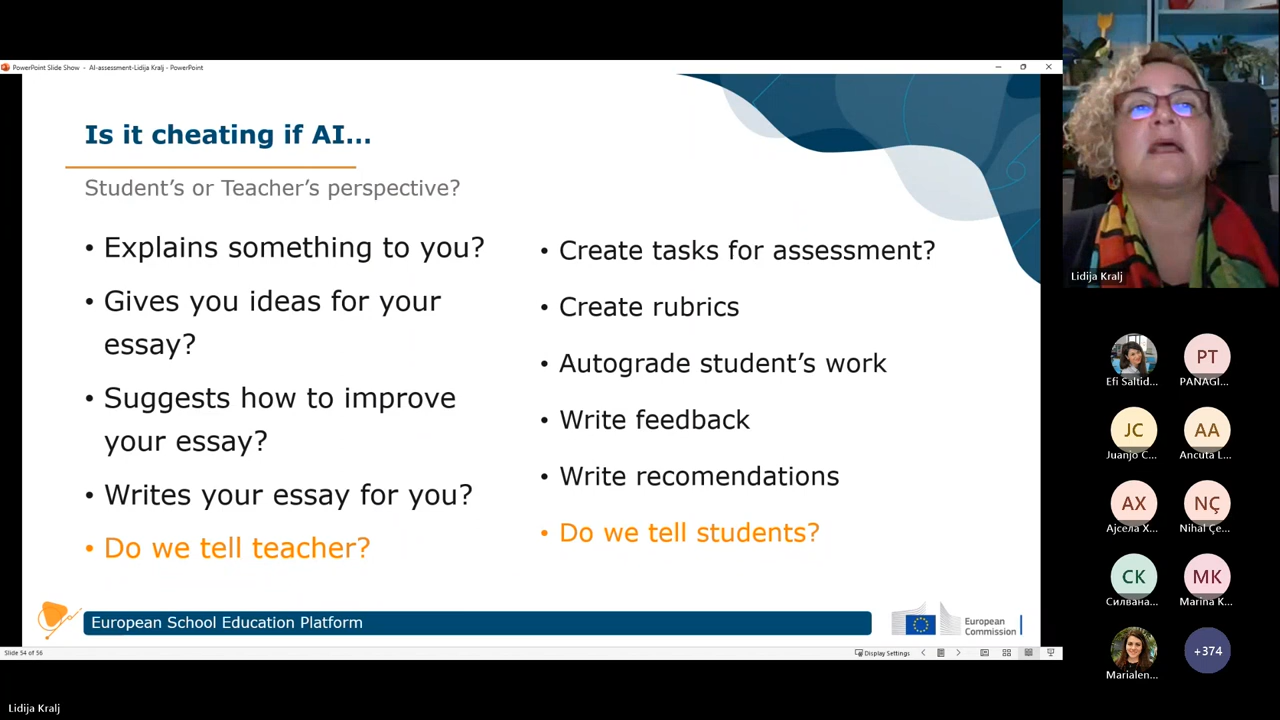 PowerPoint Slide Show - AI-assessment-Lidija Kralj - PowerPoint
Is it cheating if AI...
Student's or Teacher's perspective?
• Explains something to you?
• Gives you ideas for your
essay?
• Suggests how to improve
your essay?
• Writes your essay for you?
• Do we tell teacher?
• Create tasks for assessment?
• Create rubrics
• Autograde student's work
• Write feedback
• Write recomendations
• Do we tell students?
European School Education Platform
European
Commission
Slide 54 of 56
Display Settings
Lidija Kralj
Lidija Kralj
Efi Saltid...
PT
PANAGI...
JC
Juanjo C...
AA
Ancuta L...
AX
Ајсела Х...
NÇ
Nihal Çe...
СК
Силвана...
MK
Marina K...
Marialen...
+374